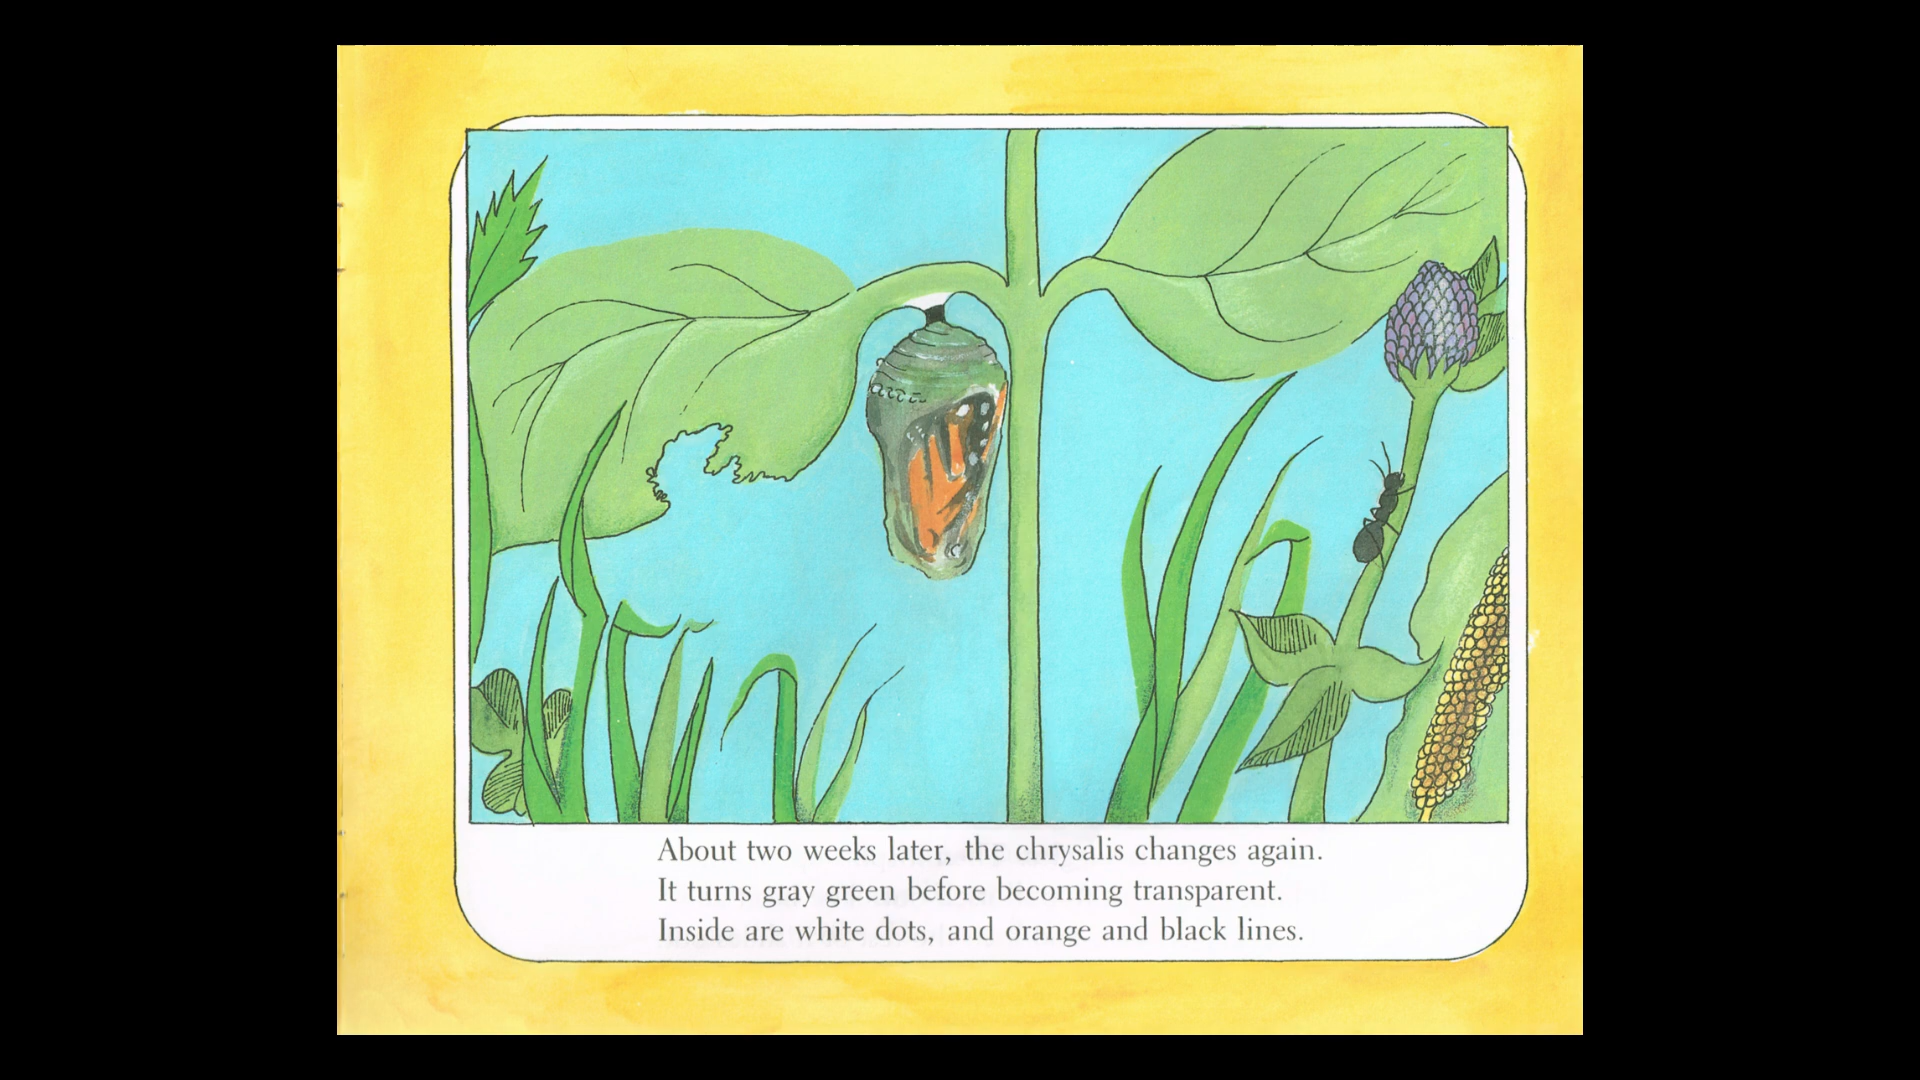 About two weeks later, the chrysalis changes again.
It turns gray green before becoming transparent.
Inside are white dots, and orange and black lines.